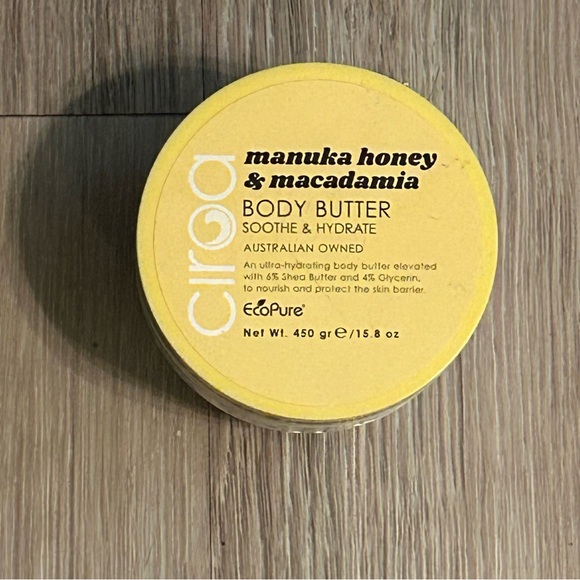 ciroa
manuka honey
& macadamia
BODY BUTTER
SOOTHE & HYDRATE
AUSTRALIAN OWNED
An ultra-hydrating body butter elevated
with 6% Shea Butter and 4% Glycerin,
to nourish and protect the skin barrier.
EcoPure®
Net Wt. 450 gr ℮/15.8 oz